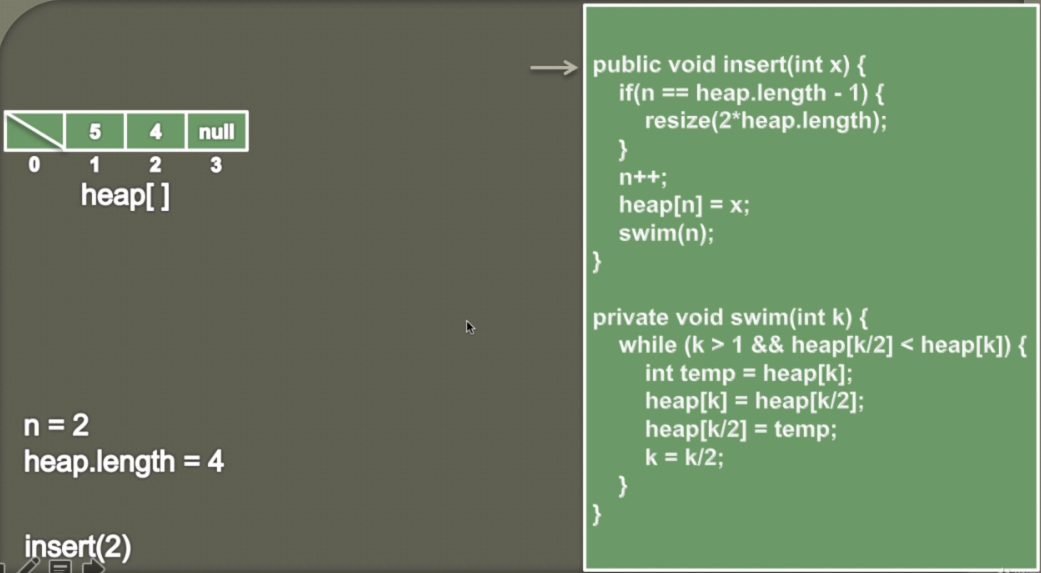 5 4 null
0 1 2 3
heap[ ]
n = 2
heap.length = 4
insert(2)
public void insert(int x) {
if(n == heap.length - 1) {
resize(2*heap.length);
}
n++;
heap[n] = x;
swim(n);
}
private void swim(int k) {
while (k > 1 && heap[k/2] < heap[k]) {
int temp = heap[k];
heap[k] = heap[k/2];
heap[k/2] = temp;
k = k/2;
}
}